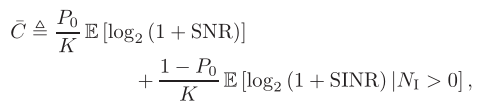 C̄ ≜ P₀/K 𝔼 [log₂ (1 + SNR)]
+ (1 − P₀)/K 𝔼 [log₂ (1 + SINR) |N_I > 0] ,